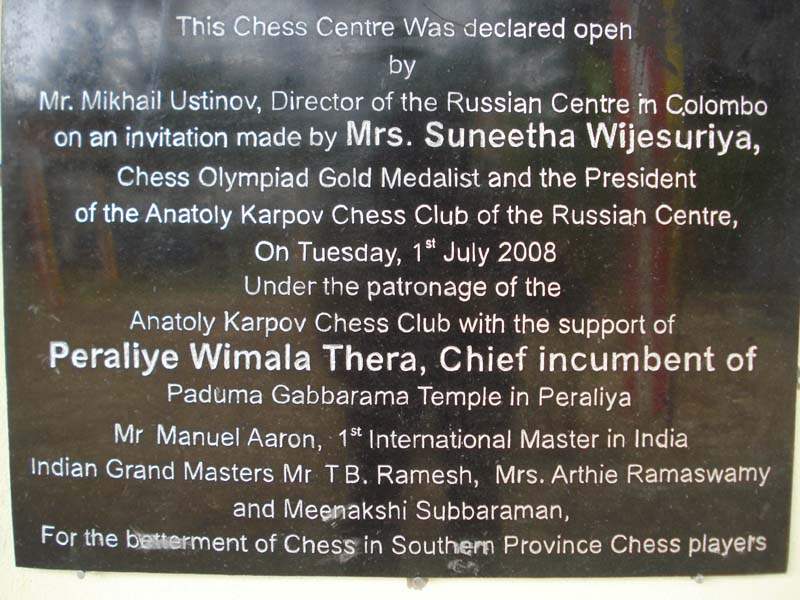 This Chess Centre Was declared open
by
Mr. Mikhail Ustinov, Director of the Russian Centre in Colombo
on an invitation made by Mrs. Suneetha Wijesuriya,
Chess Olympiad Gold Medalist and the President
of the Anatoly Karpov Chess Club of the Russian Centre,
On Tuesday, 1st July 2008
Under the patronage of the
Anatoly Karpov Chess Club with the support of
Peraliye Wimala Thera, Chief incumbent of
Paduma Gabbarama Temple in Peraliya
Mr Manuel Aaron, 1st International Master in India
Indian Grand Masters Mr T B. Ramesh, Mrs. Arthie Ramaswamy
and Meenakshi Subbaraman,
For the betterment of Chess in Southern Province Chess players